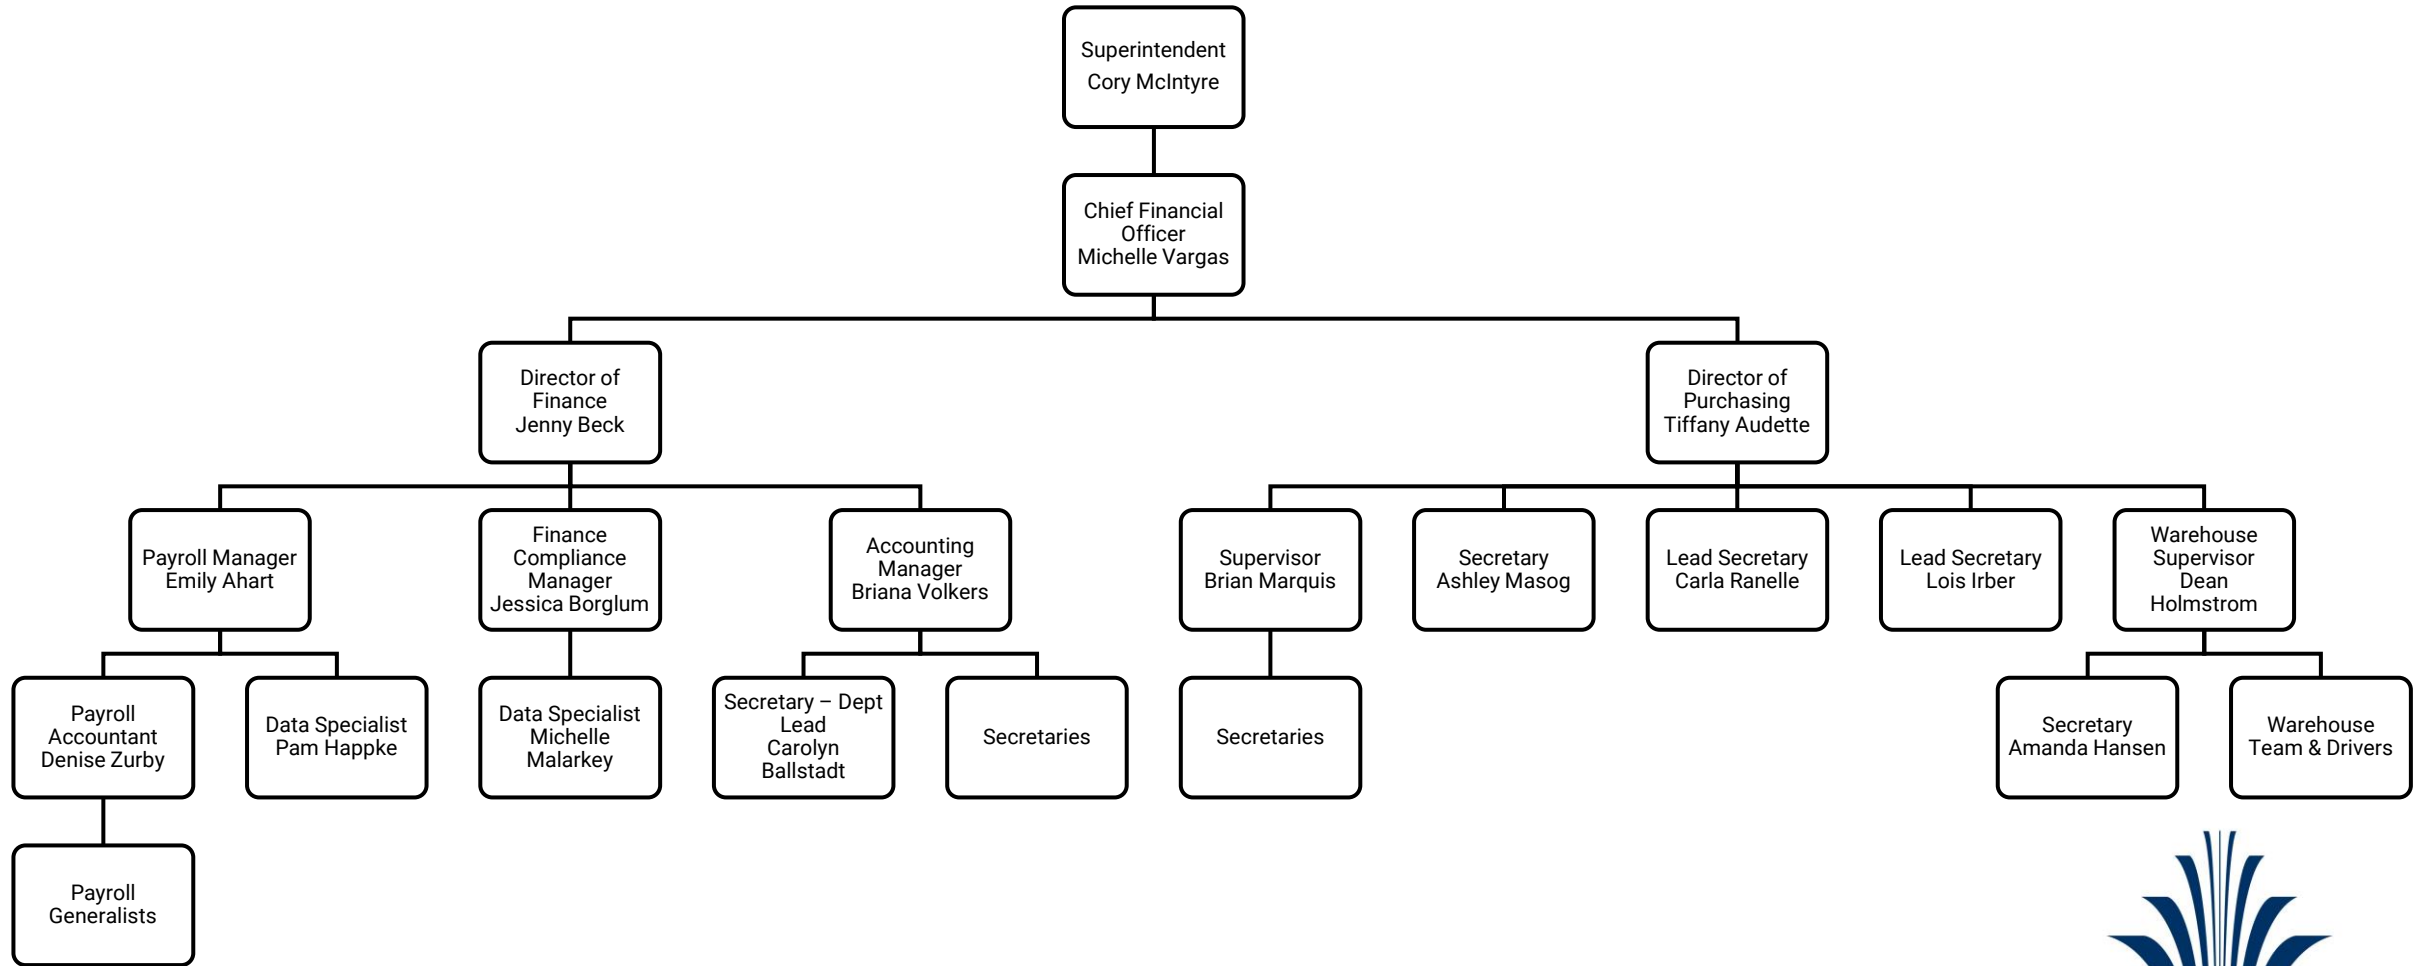 Superintendent
Cory McIntyre
Chief Financial
Officer
Michelle Vargas
Director of
Finance
Jenny Beck
Director of
Purchasing
Tiffany Audette
Payroll Manager
Emily Ahart
Finance
Compliance
Manager
Jessica Borglum
Accounting
Manager
Briana Volkers
Supervisor
Brian Marquis
Secretary
Ashley Masog
Lead Secretary
Carla Ranelle
Lead Secretary
Lois Irber
Warehouse
Supervisor
Dean
Holmstrom
Payroll
Accountant
Denise Zurby
Data Specialist
Pam Happke
Data Specialist
Michelle
Malarkey
Secretary – Dept
Lead
Carolyn
Ballstadt
Secretaries
Secretaries
Secretary
Amanda Hansen
Warehouse
Team & Drivers
Payroll
Generalists